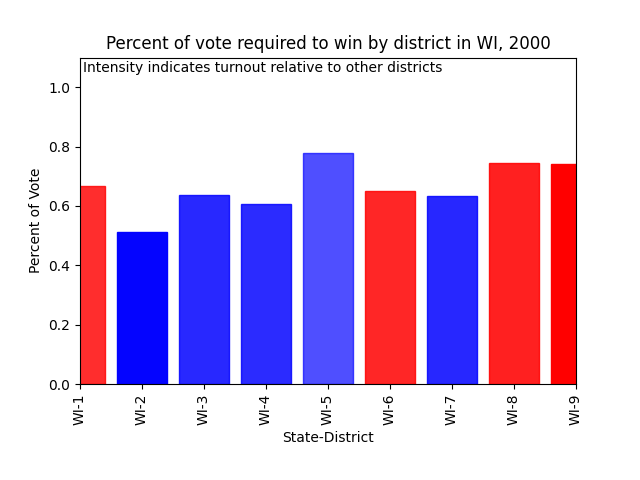 Percent of vote required to win by district in WI, 2000
Intensity indicates turnout relative to other districts
1.0
0.8
0.6
0.4
0.2
0.0
Percent of Vote
WI-1
WI-2
WI-3
WI-4
WI-5
WI-6
WI-7
WI-8
WI-9
State-District